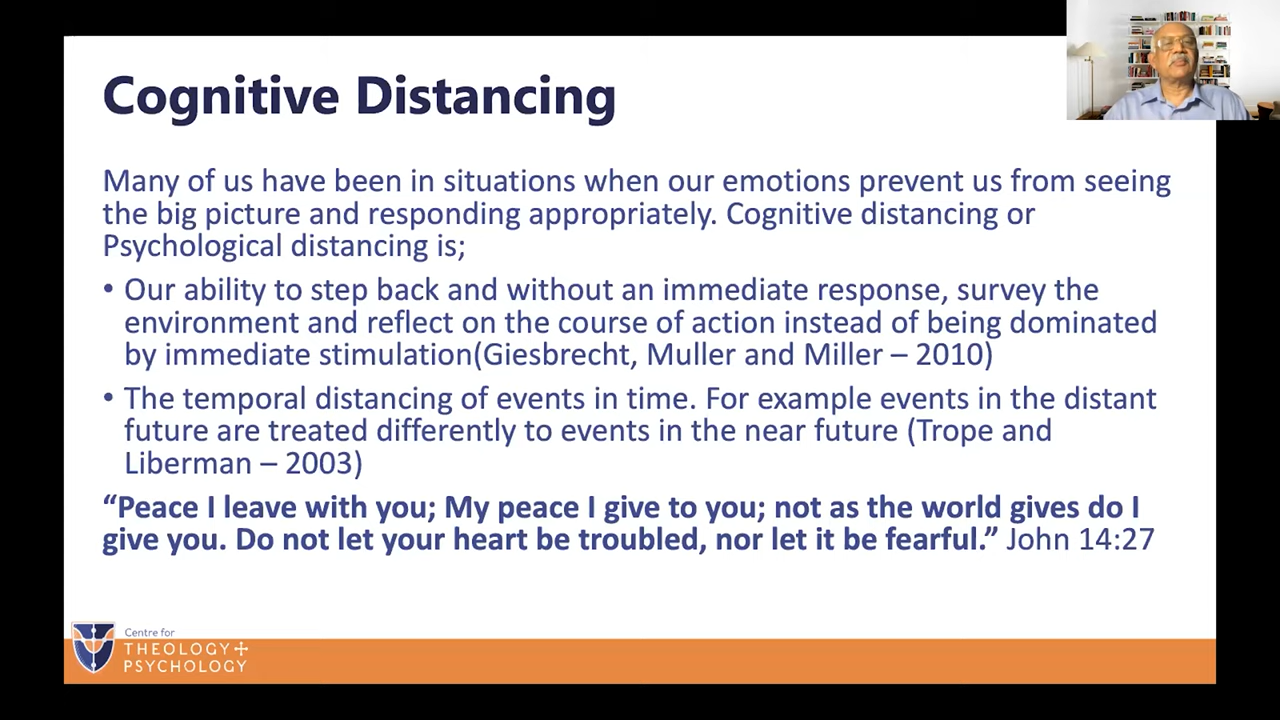 Cognitive Distancing
Many of us have been in situations when our emotions prevent us from seeing
the big picture and responding appropriately. Cognitive distancing or
Psychological distancing is;
• Our ability to step back and without an immediate response, survey the
environment and reflect on the course of action instead of being dominated
by immediate stimulation(Giesbrecht, Muller and Miller – 2010)
• The temporal distancing of events in time. For example events in the distant
future are treated differently to events in the near future (Trope and
Liberman – 2003)
“Peace I leave with you; My peace I give to you; not as the world gives do I
give you. Do not let your heart be troubled, nor let it be fearful.” John 14:27
Centre for
THEOLOGY+
PSYCHOLOGY